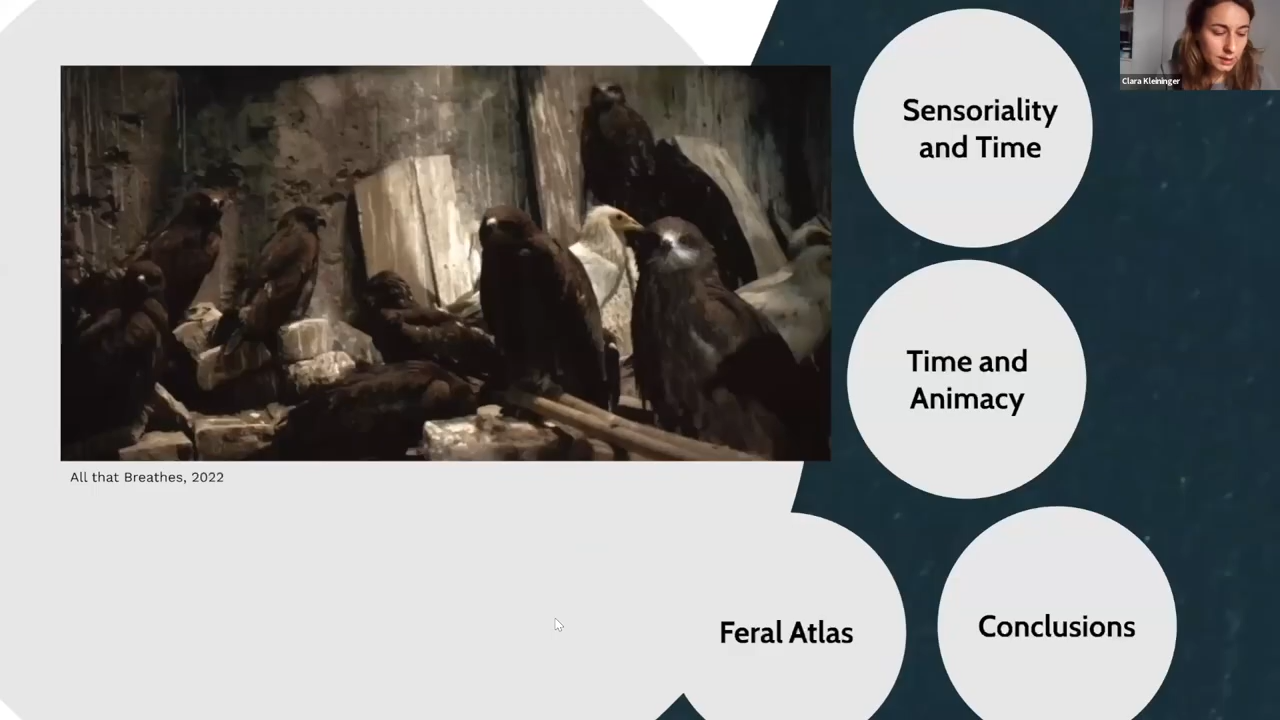 Sensoriality
and Time
Clara Kleininger
Time and
Animacy
All that Breathes, 2022
Feral Atlas
Conclusions